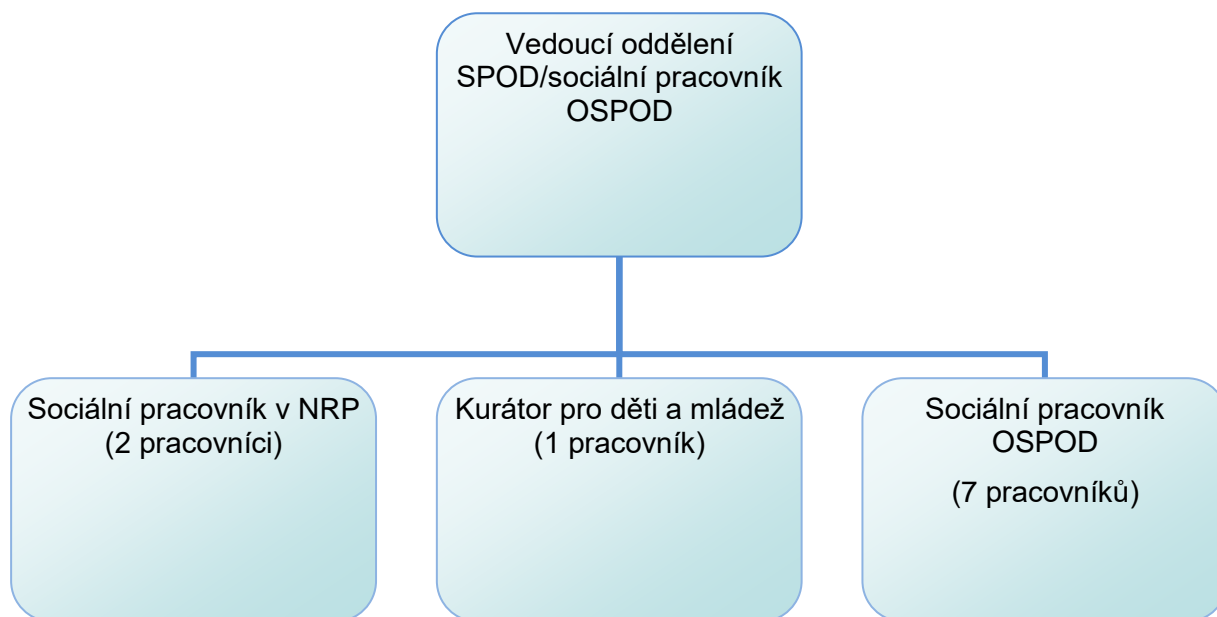 Vedoucí oddělení
SPOD/sociální pracovník
OSPOD
Sociální pracovník v NRP
(2 pracovníci)
Kurátor pro děti a mládež
(1 pracovník)
Sociální pracovník
OSPOD
(7 pracovníků)